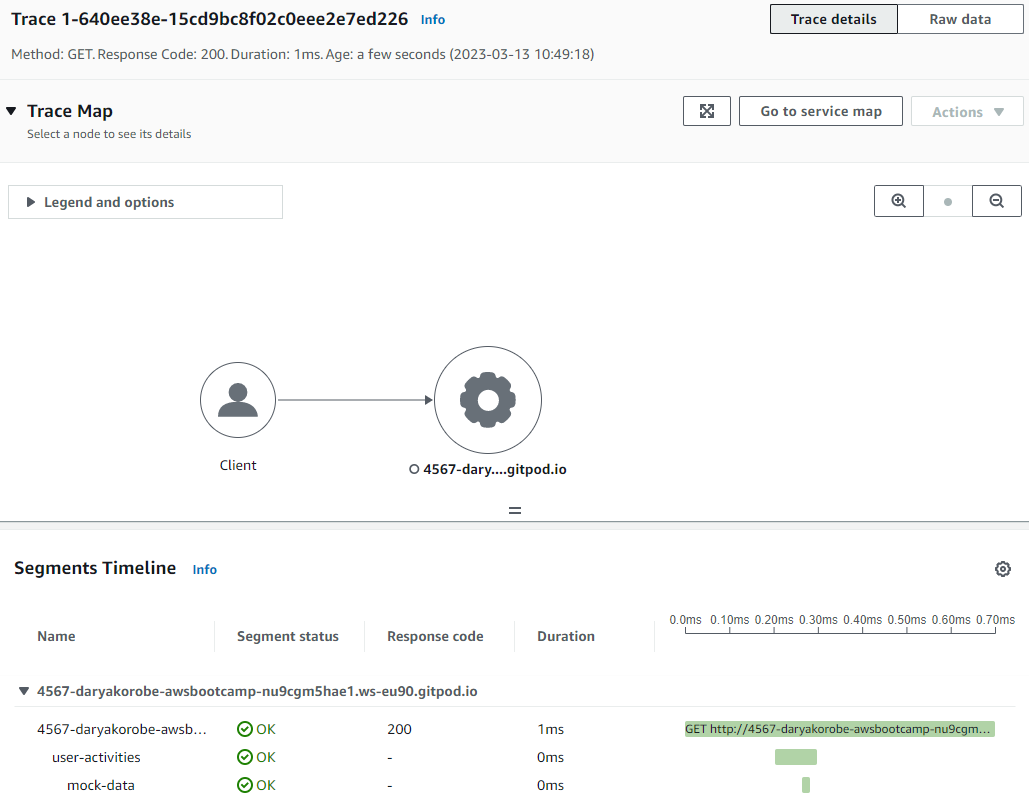 Trace 1-640ee38e-15cd9bc8f02c0eee2e7ed226 Info
Trace details Raw data
Method: GET. Response Code: 200. Duration: 1ms. Age: a few seconds (2023-03-13 10:49:18)
Trace Map
Select a node to see its details
Go to service map Actions
Legend and options
Client
4567-dary....gitpod.io
Segments Timeline Info
0.0ms 0.10ms 0.20ms 0.30ms 0.40ms 0.50ms 0.60ms 0.70ms
Name Segment status Response code Duration
4567-daryakorobe-awsbootcamp-nu9cgm5hae1.ws-eu90.gitpod.io
4567-daryakorobe-awsb... OK 200 1ms GET http://4567-daryakorobe-awsbootcamp-nu9cgm...
user-activities OK - 0ms
mock-data OK - 0ms